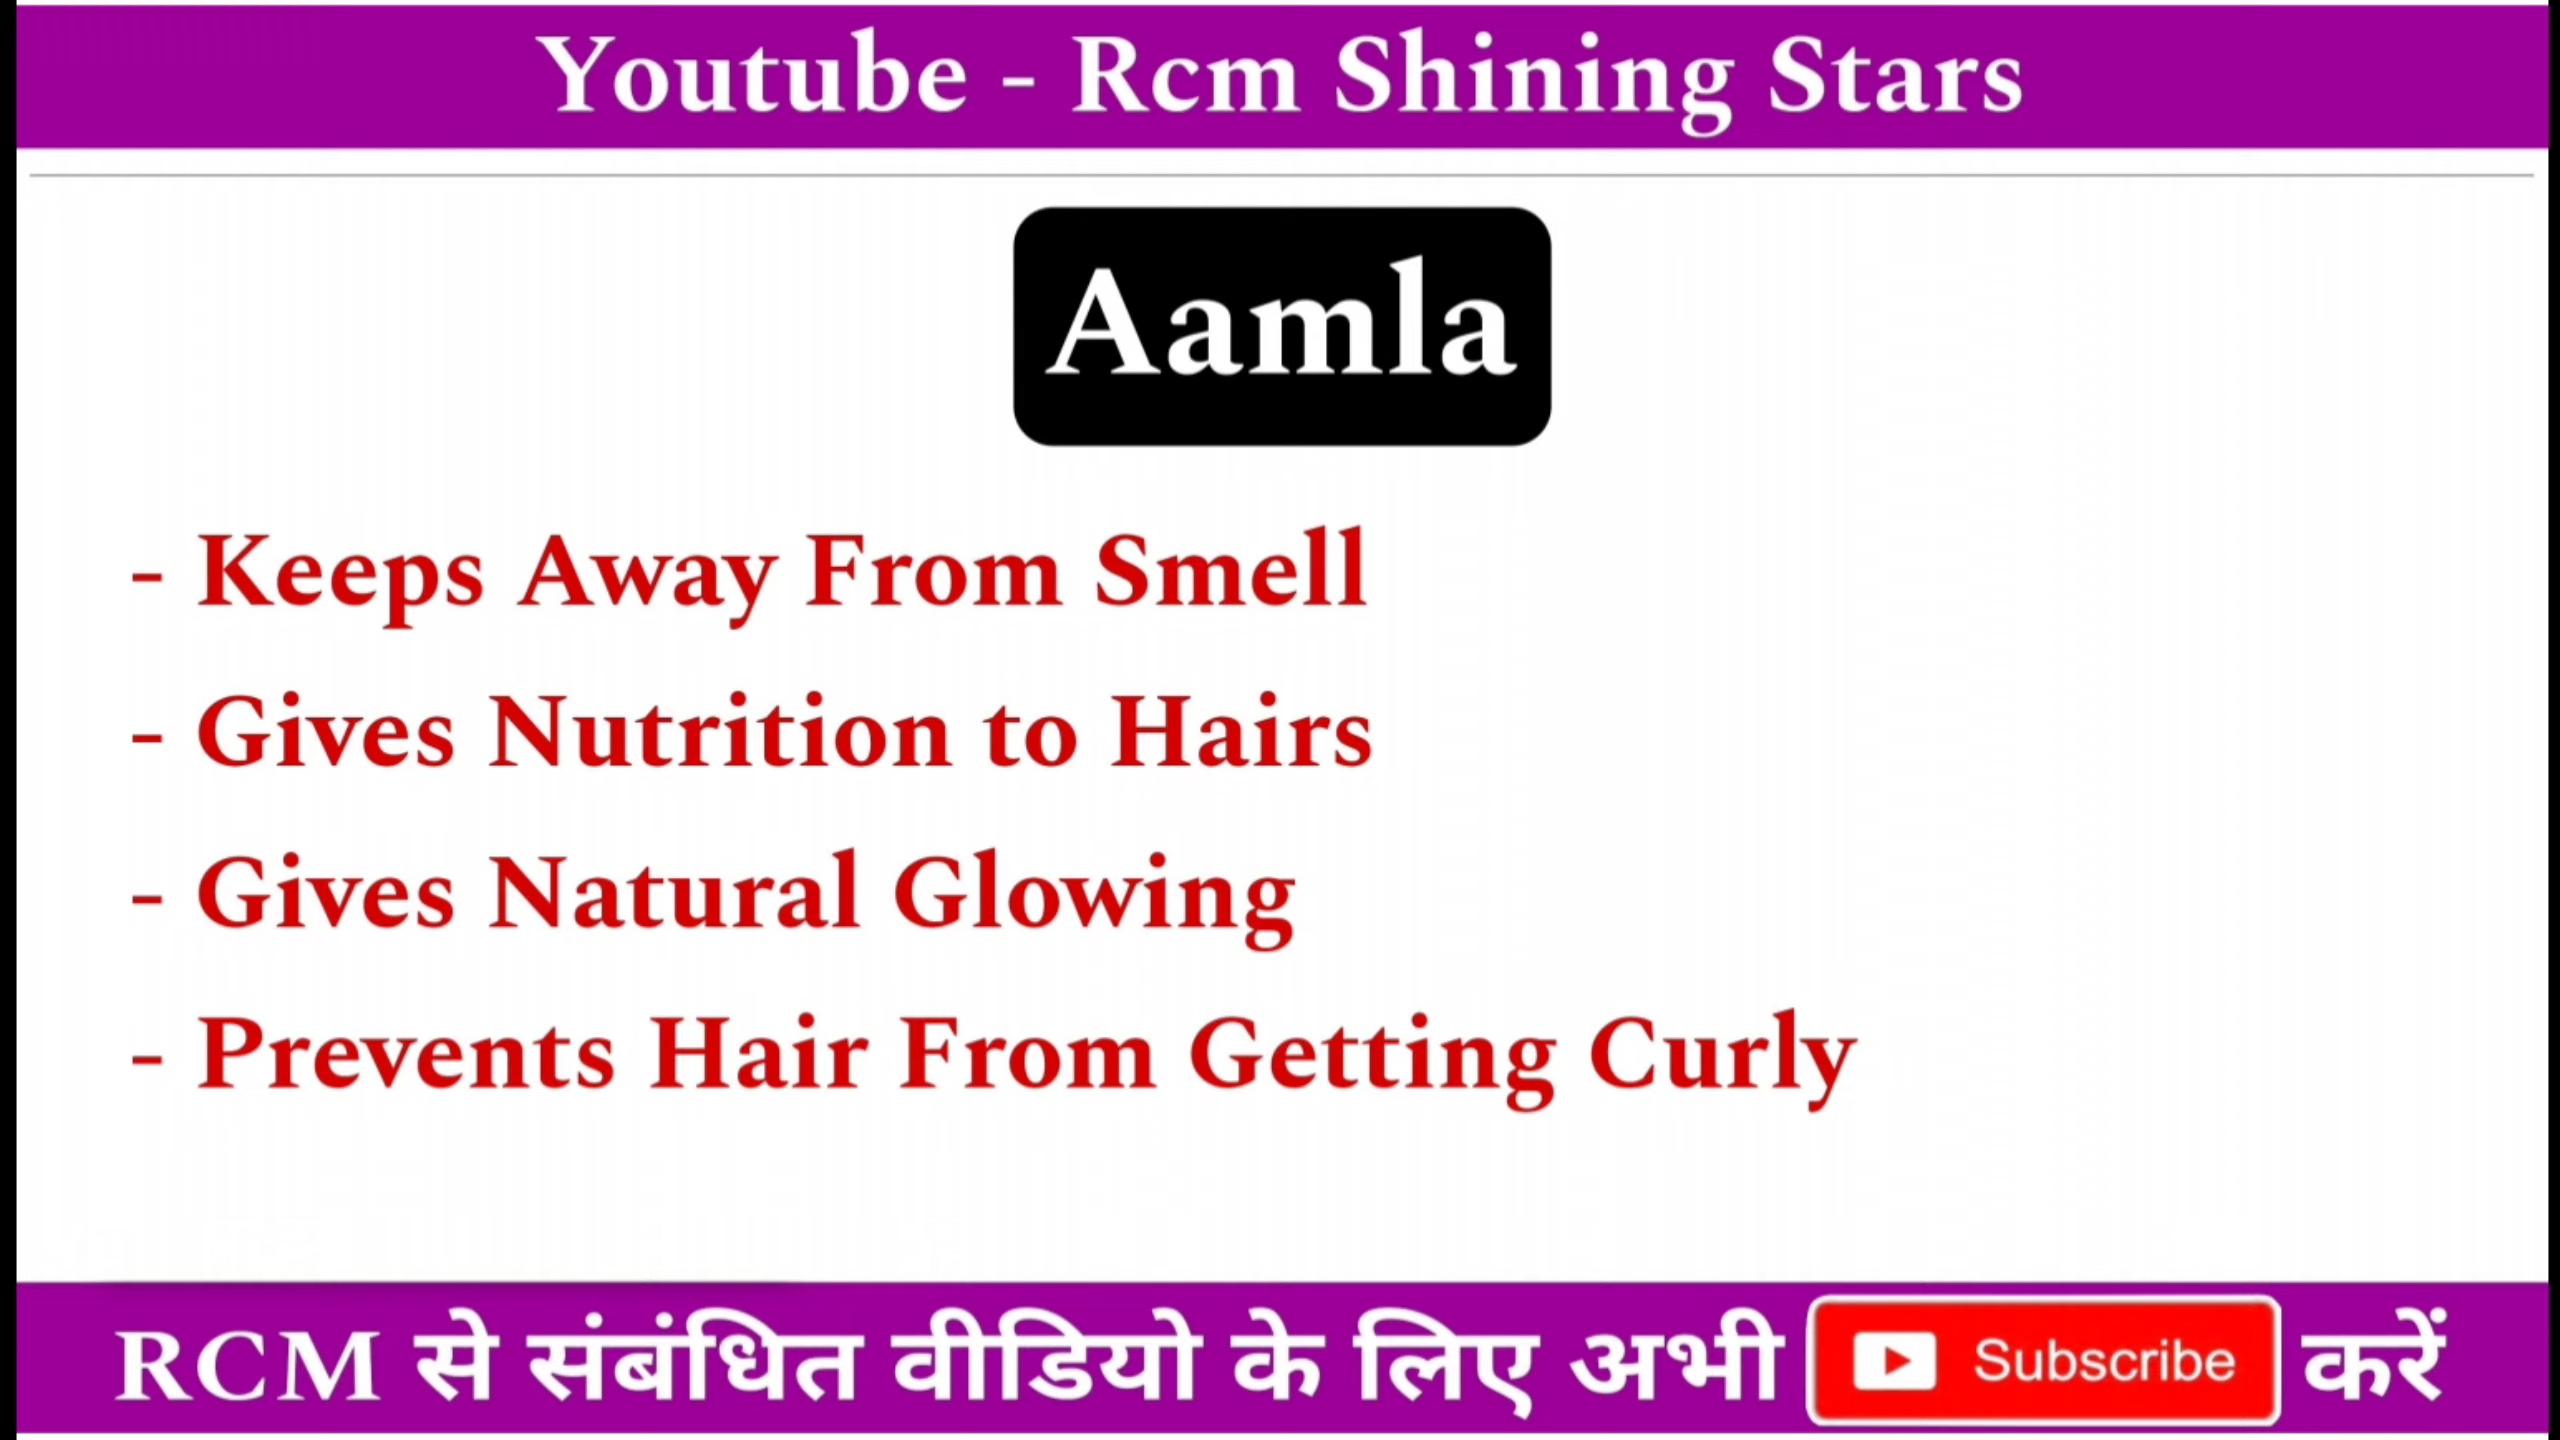 Youtube - Rcm Shining Stars
Aamla
- Keeps Away From Smell
- Gives Nutrition to Hairs
- Gives Natural Glowing
- Prevents Hair From Getting Curly
RCM से संबंधित वीडियो के लिए अभी Subscribe करें